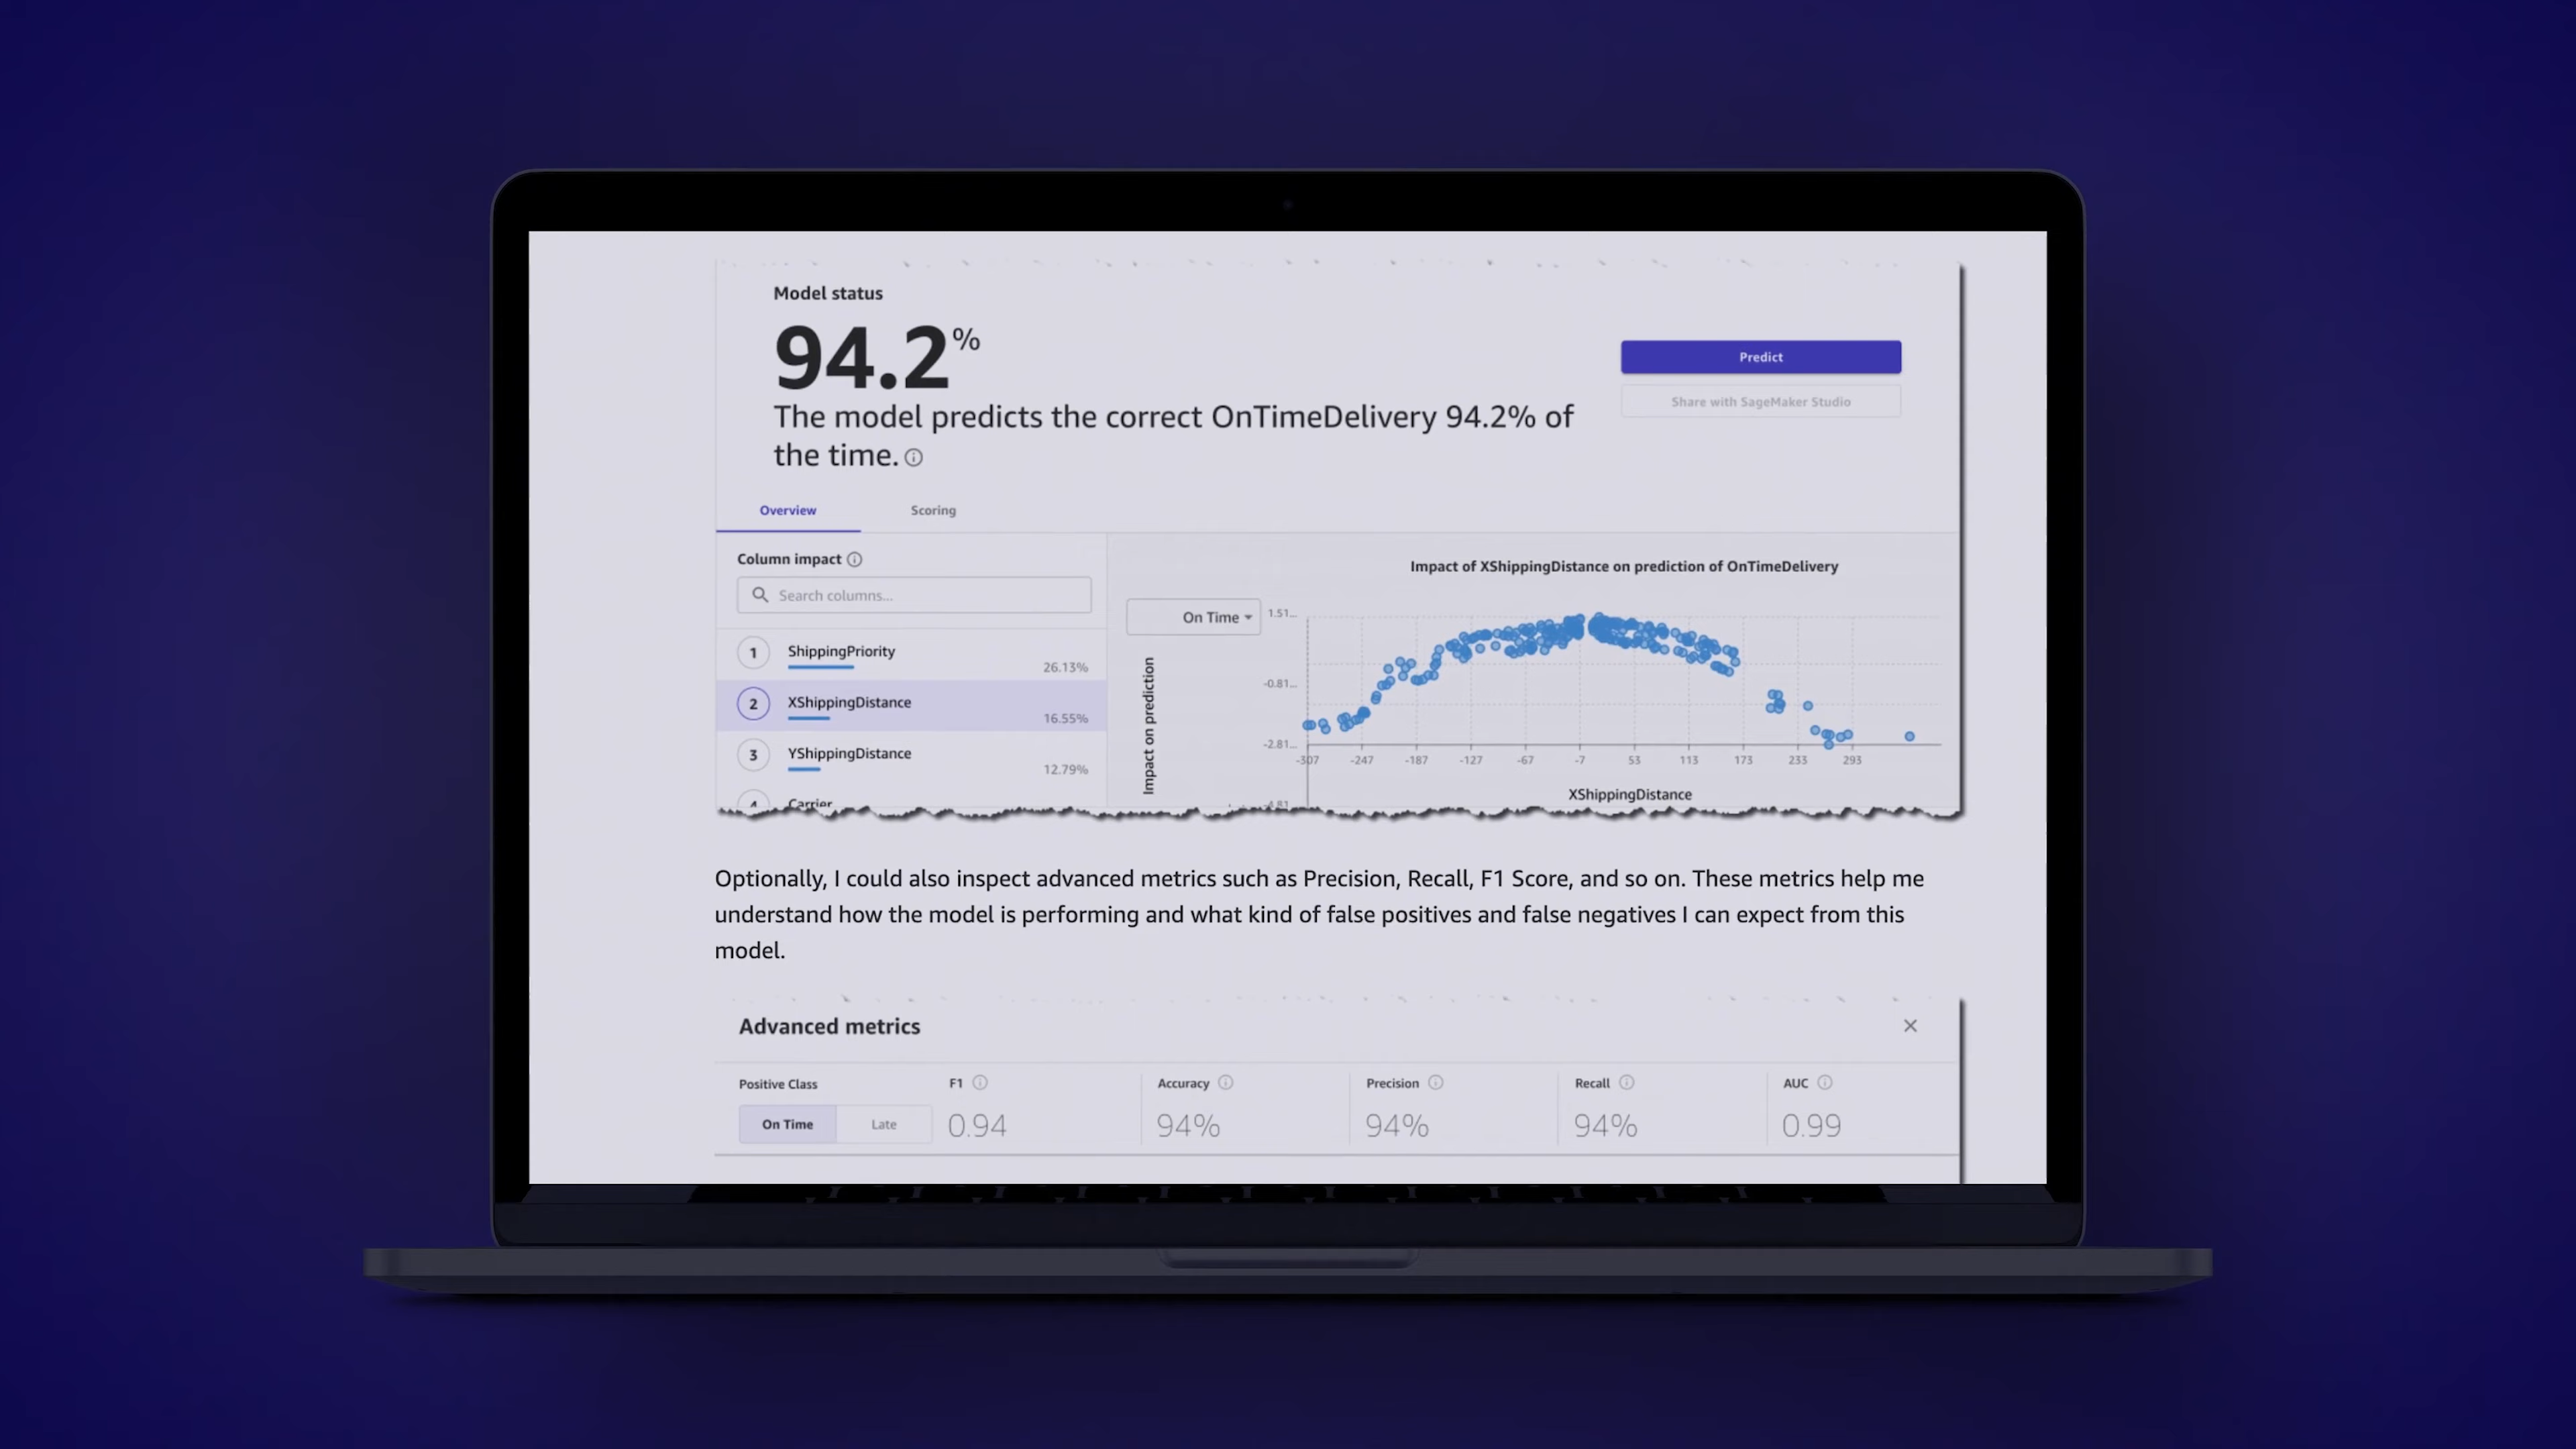 Model status
94.2%
The model predicts the correct OnTimeDelivery 94.2% of
the time.
Predict
Share with SageMaker Studio
Overview
Scoring
Column impact
Search columns...
1
ShippingPriority
26.13%
2
XShippingDistance
16.55%
3
YShippingDistance
12.79%
4
Carrier
Impact of XShippingDistance on prediction of OnTimeDelivery
On Time
Impact on prediction
1.51...
-0.81...
-2.81...
-4.81
-307 -247 -187 -127 -67 -7 53 113 173 233 293
XShippingDistance
Optionally, I could also inspect advanced metrics such as Precision, Recall, F1 Score, and so on. These metrics help me
understand how the model is performing and what kind of false positives and false negatives I can expect from this
model.
Advanced metrics
Positive Class
On Time
Late
F1
0.94
Accuracy
94%
Precision
94%
Recall
94%
AUC
0.99